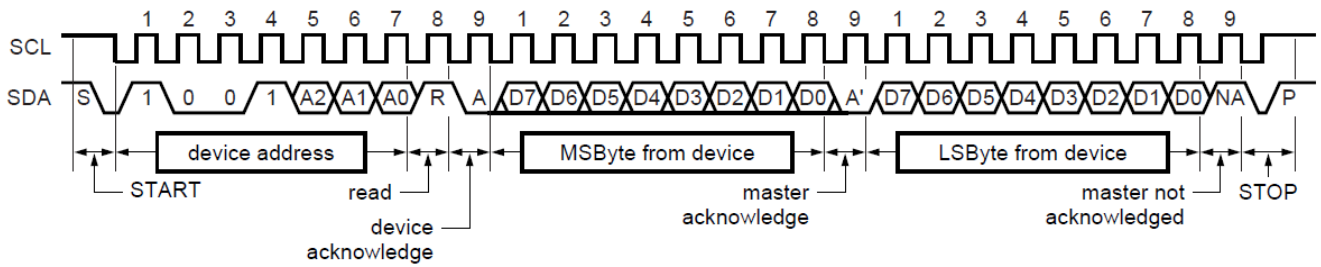 1 2 3 4 5 6 7 8 9 1 2 3 4 5 6 7 8 9 1 2 3 4 5 6 7 8 9
SCL
SDA S 1 0 0 1 A2 A1 A0 R A D7 D6 D5 D4 D3 D2 D1 D0 A' D7 D6 D5 D4 D3 D2 D1 D0 NA P
device address MSByte from device LSByte from device
START read master acknowledge master not acknowledged STOP
device
acknowledge